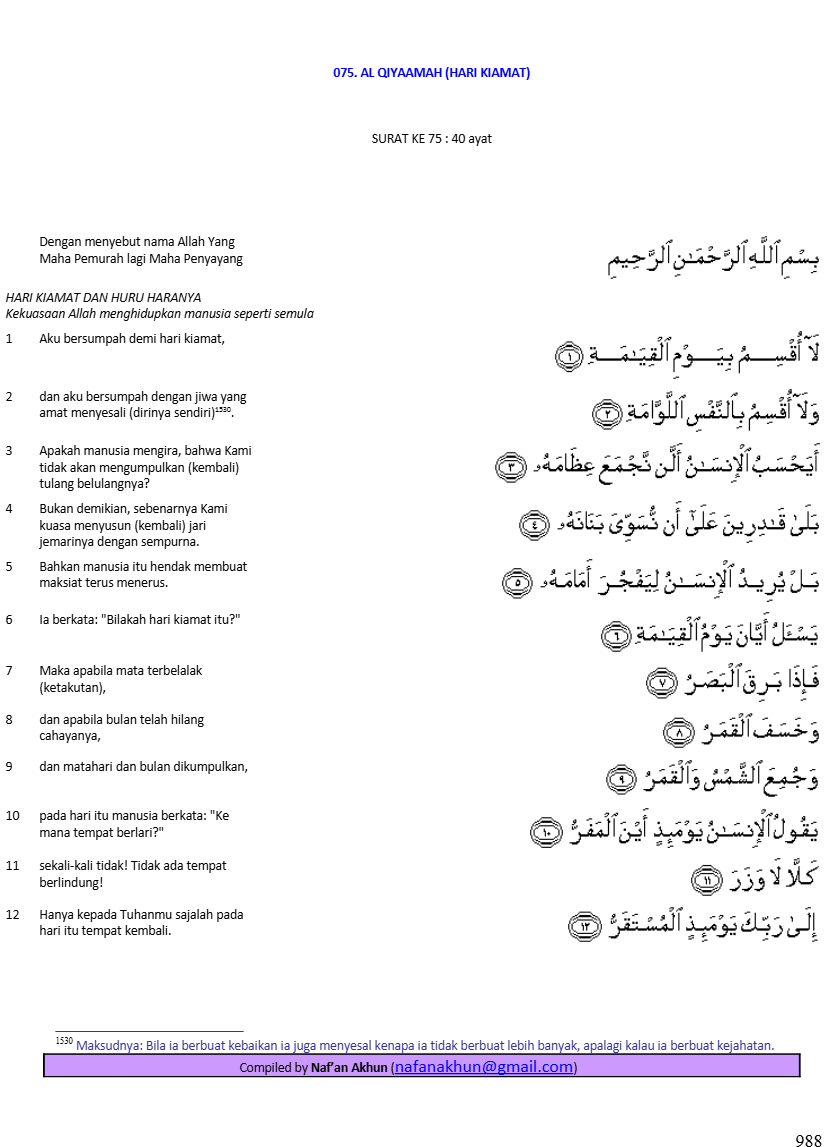 075. AL QIYAAMAH (HARI KIAMAT)
SURAT KE 75 : 40 ayat
Dengan menyebut nama Allah Yang
Maha Pemurah lagi Maha Penyayang
بِسْمِ ٱللَّهِ ٱلرَّحْمَـٰنِ ٱلرَّحِيمِ
HARI KIAMAT DAN HURU HARANYA
Kekuasaan Allah menghidupkan manusia seperti semula
1 Aku bersumpah demi hari kiamat,
لَآ أُقْسِمُ بِيَوْمِ ٱلْقِيَـٰمَةِ ١
2 dan aku bersumpah dengan jiwa yang
amat menyesali (dirinya sendiri)1530.
وَلَآ أُقْسِمُ بِٱلنَّفْسِ ٱللَّوَّامَةِ ٢
3 Apakah manusia mengira, bahwa Kami
tidak akan mengumpulkan (kembali)
tulang belulangnya?
أَيَحْسَبُ ٱلْإِنسَـٰنُ أَلَّن نَّجْمَعَ عِظَامَهُۥ ٣
4 Bukan demikian, sebenarnya Kami
kuasa menyusun (kembali) jari
jemarinya dengan sempurna.
بَلَىٰ قَـٰدِرِينَ عَلَىٰٓ أَن نُّسَوِّىَ بَنَانَهُۥ ٤
5 Bahkan manusia itu hendak membuat
maksiat terus menerus.
بَلْ يُرِيدُ ٱلْإِنسَـٰنُ لِيَفْجُرَ أَمَامَهُۥ ٥
6 Ia berkata: "Bilakah hari kiamat itu?"
يَسْـَٔلُ أَيَّانَ يَوْمُ ٱلْقِيَـٰمَةِ ٦
7 Maka apabila mata terbelalak
(ketakutan),
فَإِذَا بَرِقَ ٱلْبَصَرُ ٧
8 dan apabila bulan telah hilang
cahayanya,
وَخَسَفَ ٱلْقَمَرُ ٨
9 dan matahari dan bulan dikumpulkan,
وَجُمِعَ ٱلشَّمْسُ وَٱلْقَمَرُ ٩
10 pada hari itu manusia berkata: "Ke
mana tempat berlari?"
يَقُولُ ٱلْإِنسَـٰنُ يَوْمَئِذٍ أَيْنَ ٱلْمَفَرُّ ١٠
11 sekali-kali tidak! Tidak ada tempat
berlindung!
كَلَّا لَا وَزَرَ ١١
12 Hanya kepada Tuhanmu sajalah pada
hari itu tempat kembali.
إِلَىٰ رَبِّكَ يَوْمَئِذٍ ٱلْمُسْتَقَرُّ ١٢
1530 Maksudnya: Bila ia berbuat kebaikan ia juga menyesal kenapa ia tidak berbuat lebih banyak, apalagi kalau ia berbuat kejahatan.
Compiled by Naf’an Akhun (nafanakhun@gmail.com)
988